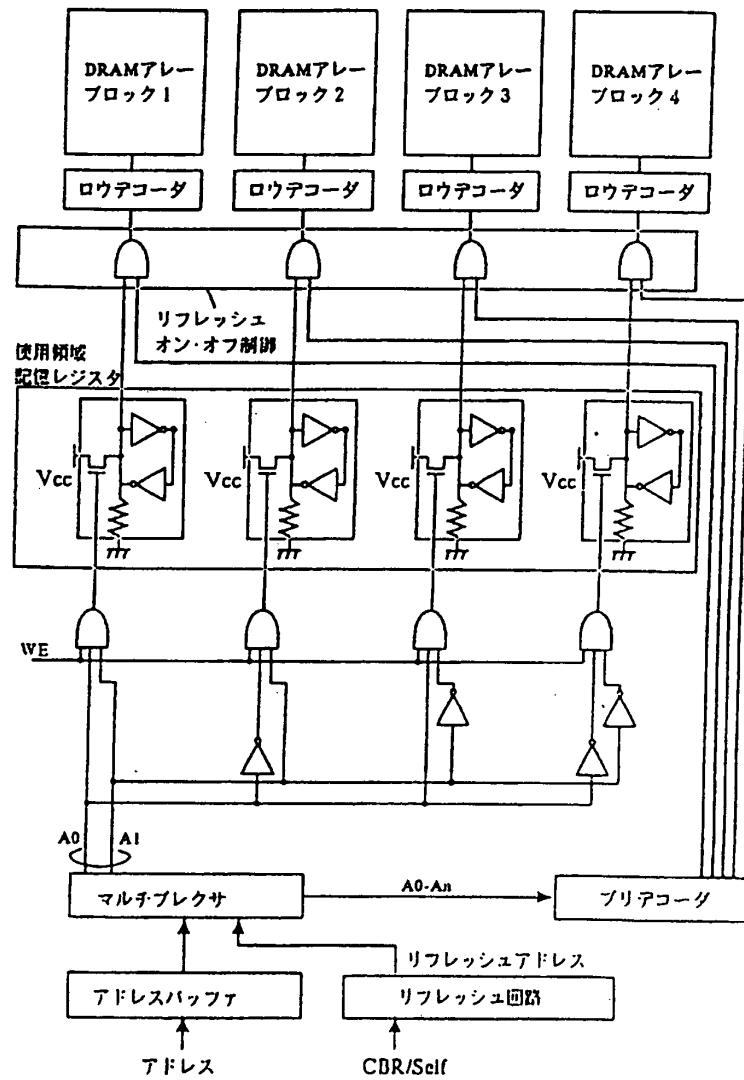 DRAMアレー
ブロック1
DRAMアレー
ブロック2
DRAMアレー
ブロック3
DRAMアレー
ブロック4
ロウデコーダ
ロウデコーダ
ロウデコーダ
ロウデコーダ
リフレッシュ
オン・オフ制御
使用領域
記憶レジスタ
Vcc
Vcc
Vcc
Vcc
WE
A0
A1
マルチプレクサ
A0-An
プリデコーダ
リフレッシュアドレス
アドレスバッファ
リフレッシュ回路
アドレス
CBR/Self